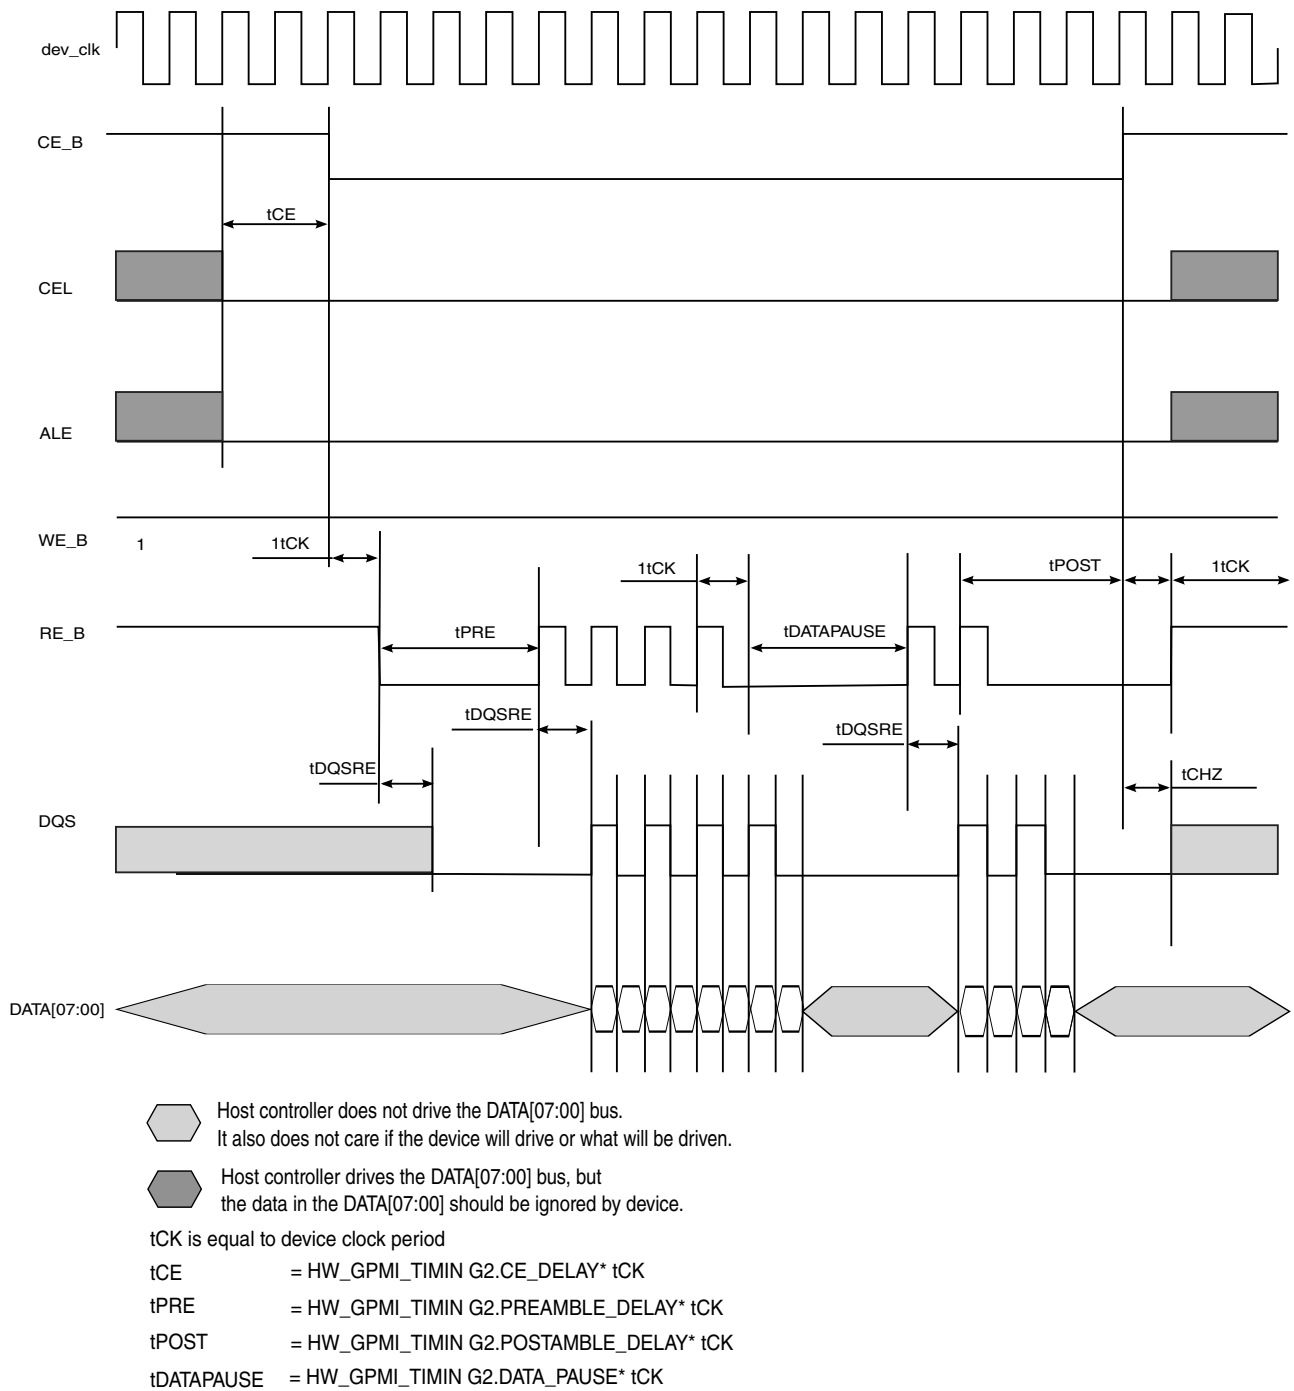 dev_clk
CE_B
tCE
CEL
ALE
WE_B 1 1tCK 1tCK tPOST 1tCK
RE_B tPRE tDATAPAUSE
tDQSRE tDQSRE
tDQSRE tCHZ
DQS
DATA[07:00]
Host controller does not drive the DATA[07:00] bus.
It also does not care if the device will drive or what will be driven.
Host controller drives the DATA[07:00] bus, but
the data in the DATA[07:00] should be ignored by device.
tCK is equal to device clock period
tCE = HW_GPMI_TIMIN G2.CE_DELAY* tCK
tPRE = HW_GPMI_TIMIN G2.PREAMBLE_DELAY* tCK
tPOST = HW_GPMI_TIMIN G2.POSTAMBLE_DELAY* tCK
tDATAPAUSE = HW_GPMI_TIMIN G2.DATA_PAUSE* tCK